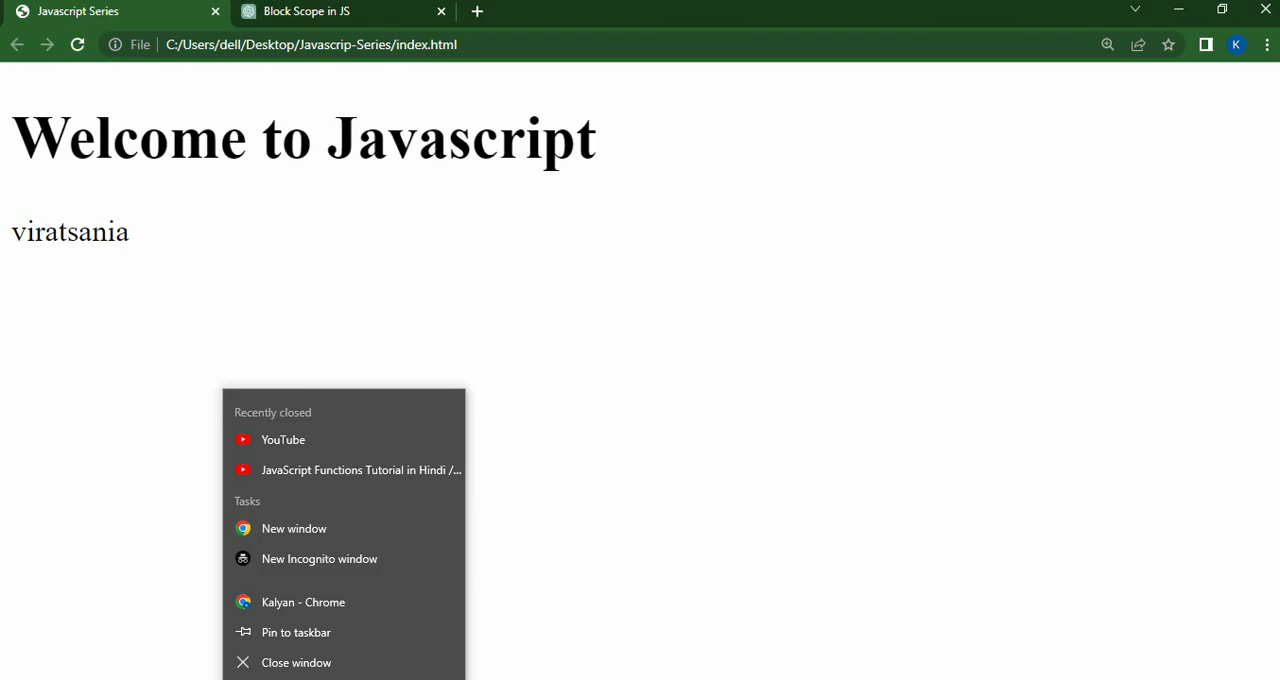 Javascript Series
Block Scope in JS
File
C:/Users/dell/Desktop/Javascrip-Series/index.html
K
Welcome to Javascript
viratsania
Recently closed
YouTube
JavaScript Functions Tutorial in Hindi /...
Tasks
New window
New Incognito window
Kalyan - Chrome
Pin to taskbar
Close window